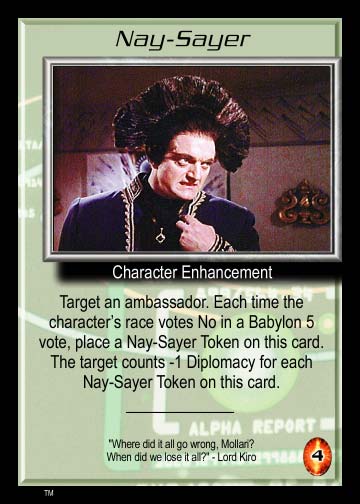 Nay-Sayer
Character Enhancement
Target an ambassador. Each time the
character's race votes No in a Babylon 5
vote, place a Nay-Sayer Token on this card.
The target counts -1 Diplomacy for each
Nay-Sayer Token on this card.
ALPHA REPORT
"Where did it all go wrong, Mollari?
When did we lose it all?" - Lord Kiro
4
TM